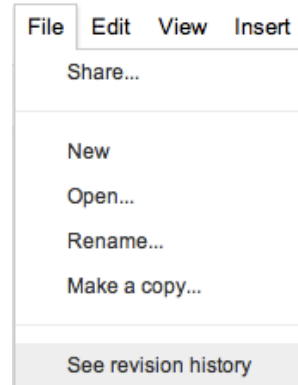 File Edit View Insert
Share...
New
Open...
Rename...
Make a copy...
See revision history